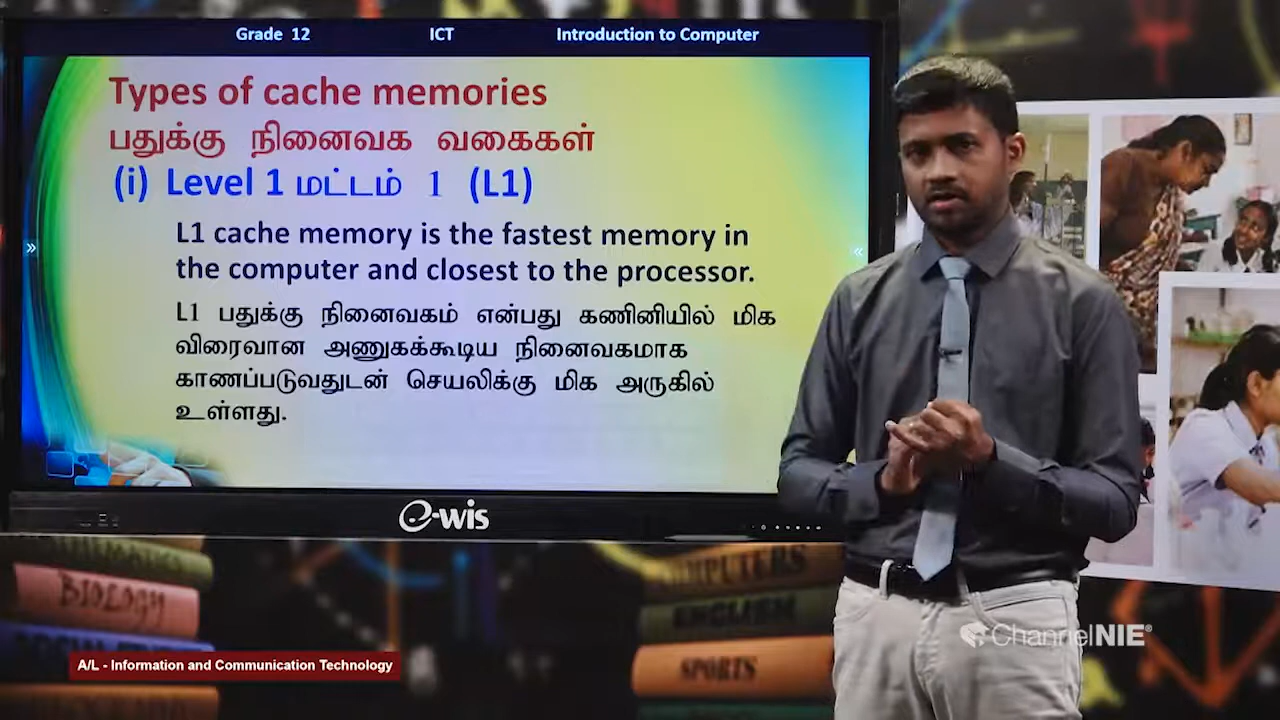 Grade 12 ICT Introduction to Computer
Types of cache memories
பதுக்கு நினைவக வகைகள்
(i) Level 1 மட்டம் 1 (L1)
L1 cache memory is the fastest memory in
the computer and closest to the processor.
L1 பதுக்கு நினைவகம் என்பது கணினியில் மிக
விரைவான அணுகக்கூடிய நினைவகமாக
காணப்படுவதுடன் செயலிக்கு மிக அருகில்
உள்ளது.
e-wis
MATHEMATICS
BIOLOGY
COMPUTERS
ENGLISH
SPORTS
ChannelNIE®
A/L - Information and Communication Technology